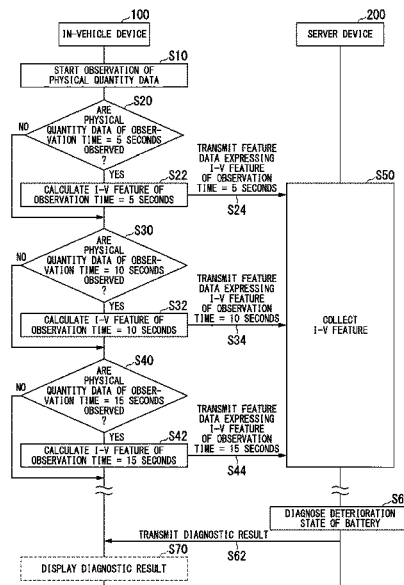 100
IN-VEHICLE DEVICE
200
SERVER DEVICE
S10
START OBSERVATION OF
PHYSICAL QUANTITY DATA
S20
ARE
PHYSICAL
QUANTITY DATA OF OBSER-
VATION TIME = 5 SECONDS
OBSERVED
?
NO
YES
S22
CALCULATE I-V FEATURE OF
OBSERVATION TIME = 5 SECONDS
TRANSMIT FEATURE
DATA EXPRESSING
I-V FEATURE
OF OBSERVATION
TIME = 5 SECONDS
S24
S50
COLLECT
I-V FEATURE
S30
ARE
PHYSICAL
QUANTITY DATA OF OBSER-
VATION TIME = 10 SECONDS
OBSERVED
?
NO
YES
S32
CALCULATE I-V FEATURE OF
OBSERVATION TIME = 10 SECONDS
TRANSMIT FEATURE
DATA EXPRESSING
I-V FEATURE
OF OBSERVATION
TIME = 10 SECONDS
S34
S40
ARE
PHYSICAL
QUANTITY DATA OF OBSER-
VATION TIME = 15 SECONDS
OBSERVED
?
NO
YES
S42
CALCULATE I-V FEATURE OF
OBSERVATION TIME = 15 SECONDS
TRANSMIT FEATURE
DATA EXPRESSING
I-V FEATURE
OF OBSERVATION
TIME = 15 SECONDS
S44
S6
DIAGNOSE DETERIORATION
STATE OF BATTERY
TRANSMIT DIAGNOSTIC RESULT
S62
S70
DISPLAY DIAGNOSTIC RESULT